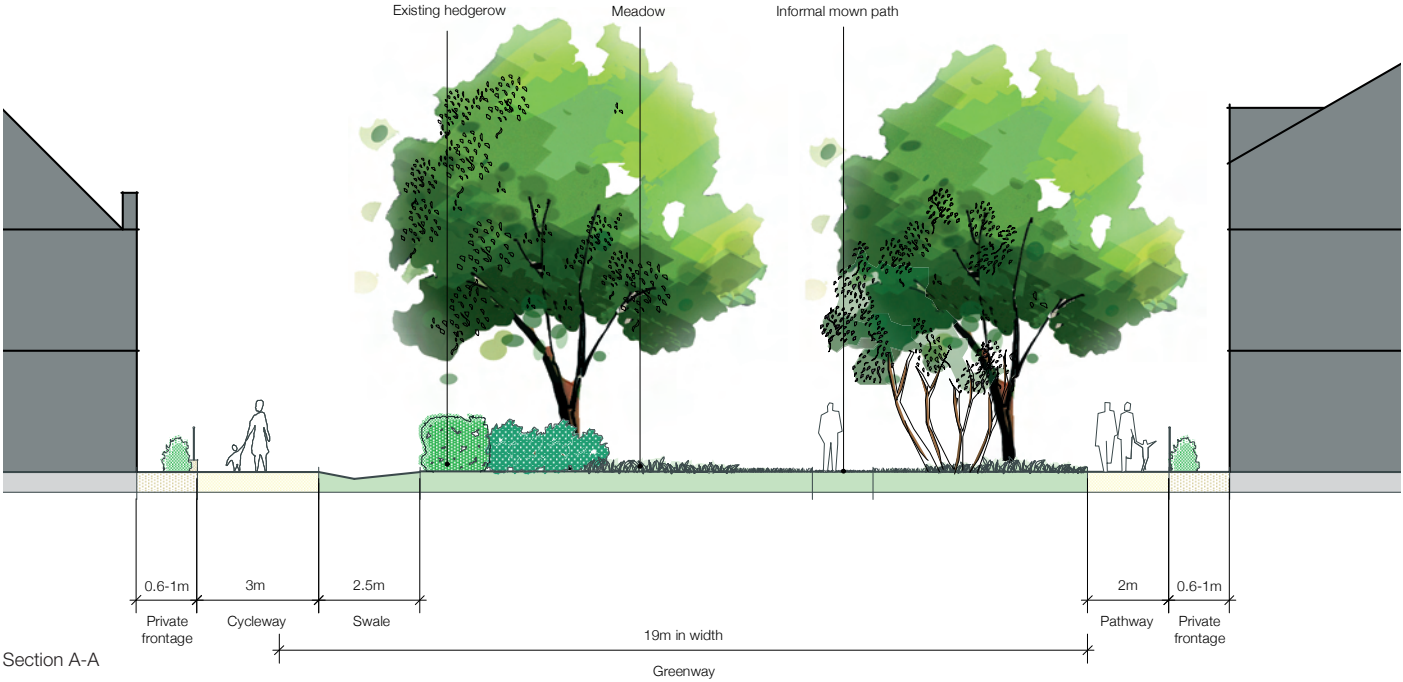 Existing hedgerow
Meadow
Informal mown path
0.6-1m
3m
2.5m
2m
0.6-1m
Private
frontage
Cycleway
Swale
Pathway
Private
frontage
19m in width
Greenway
Section A-A